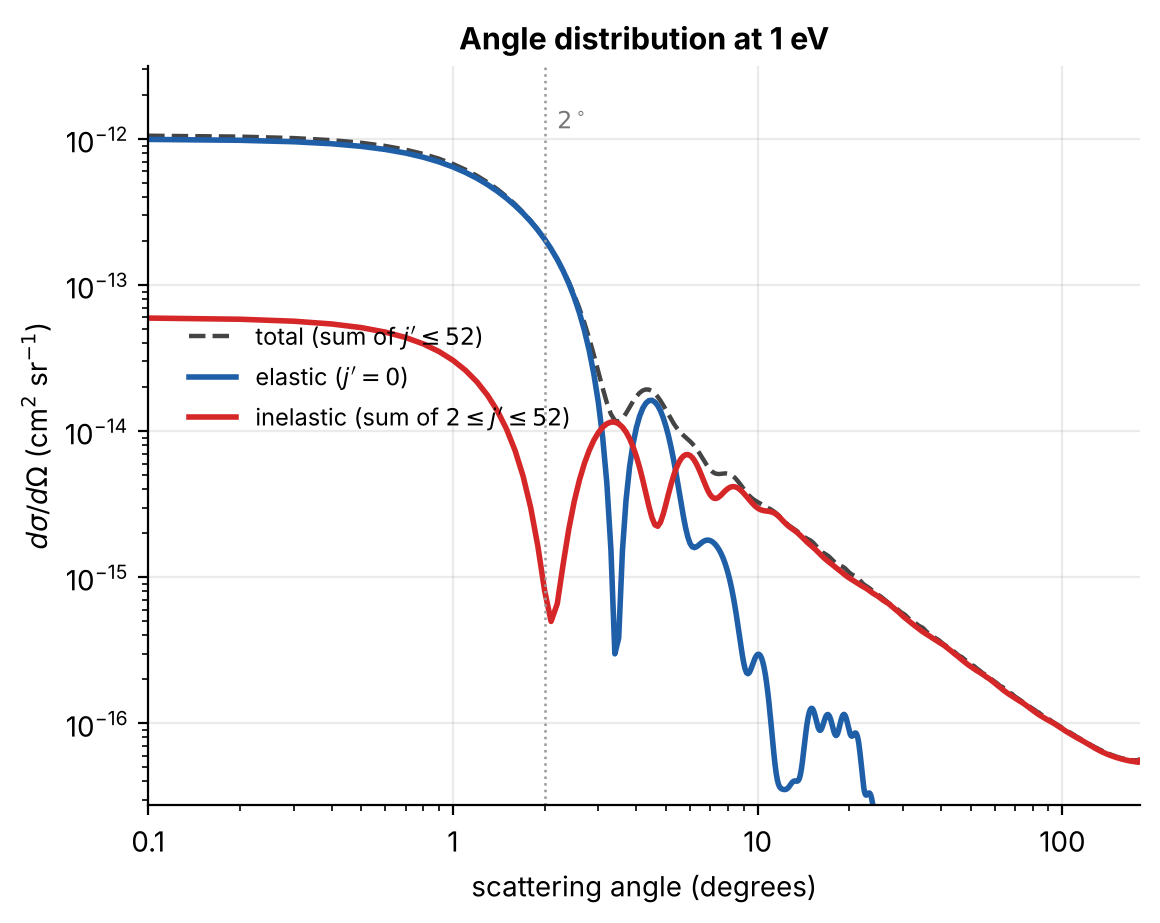 Angle distribution at 1 eV
dσ/dΩ (cm² sr⁻¹)
10⁻¹²
10⁻¹³
10⁻¹⁴
10⁻¹⁵
10⁻¹⁶
2°
total (sum of j′ ≤ 52)
elastic (j′ = 0)
inelastic (sum of 2 ≤ j′ ≤ 52)
0.1 1 10 100
scattering angle (degrees)